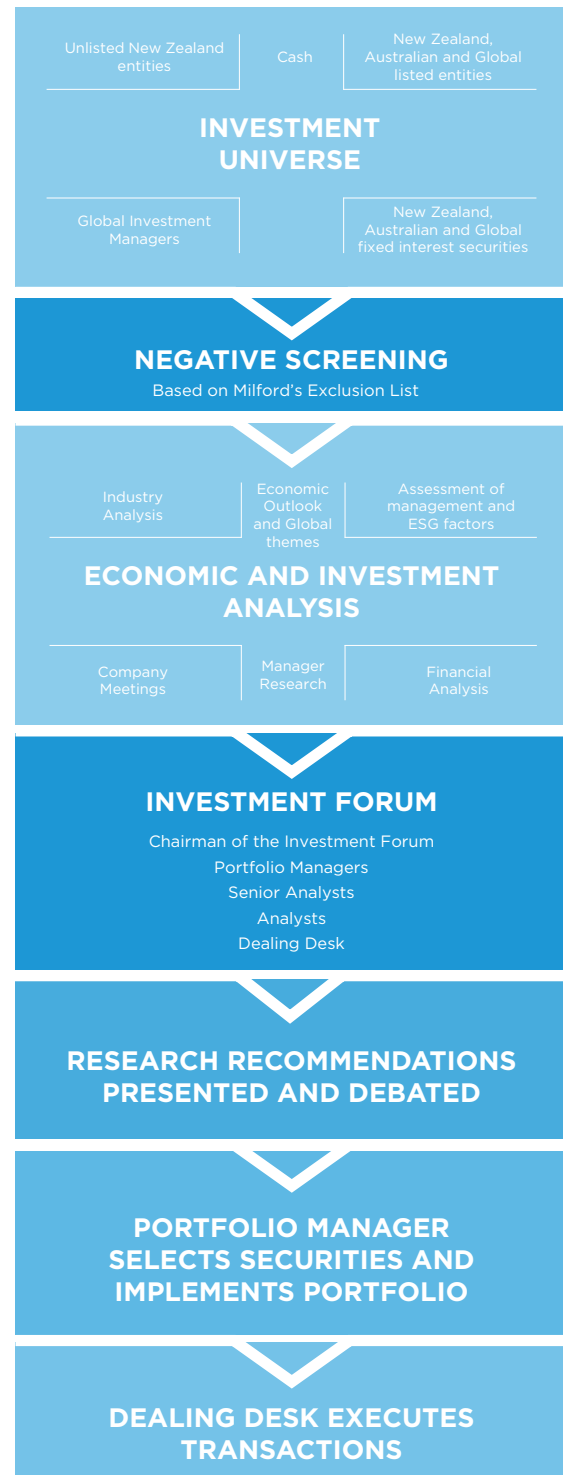 Unlisted New Zealand
entities
Cash
New Zealand,
Australian and Global
listed entities
INVESTMENT
UNIVERSE
Global Investment
Managers
New Zealand,
Australian and Global
fixed interest securities
NEGATIVE SCREENING
Based on Milford's Exclusion List
Industry
Analysis
Economic
Outlook
and Global
themes
Assessment of
management and
ESG factors
ECONOMIC AND INVESTMENT
ANALYSIS
Company
Meetings
Manager
Research
Financial
Analysis
INVESTMENT FORUM
Chairman of the Investment Forum
Portfolio Managers
Senior Analysts
Analysts
Dealing Desk
RESEARCH RECOMMENDATIONS
PRESENTED AND DEBATED
PORTFOLIO MANAGER
SELECTS SECURITIES AND
IMPLEMENTS PORTFOLIO
DEALING DESK EXECUTES
TRANSACTIONS